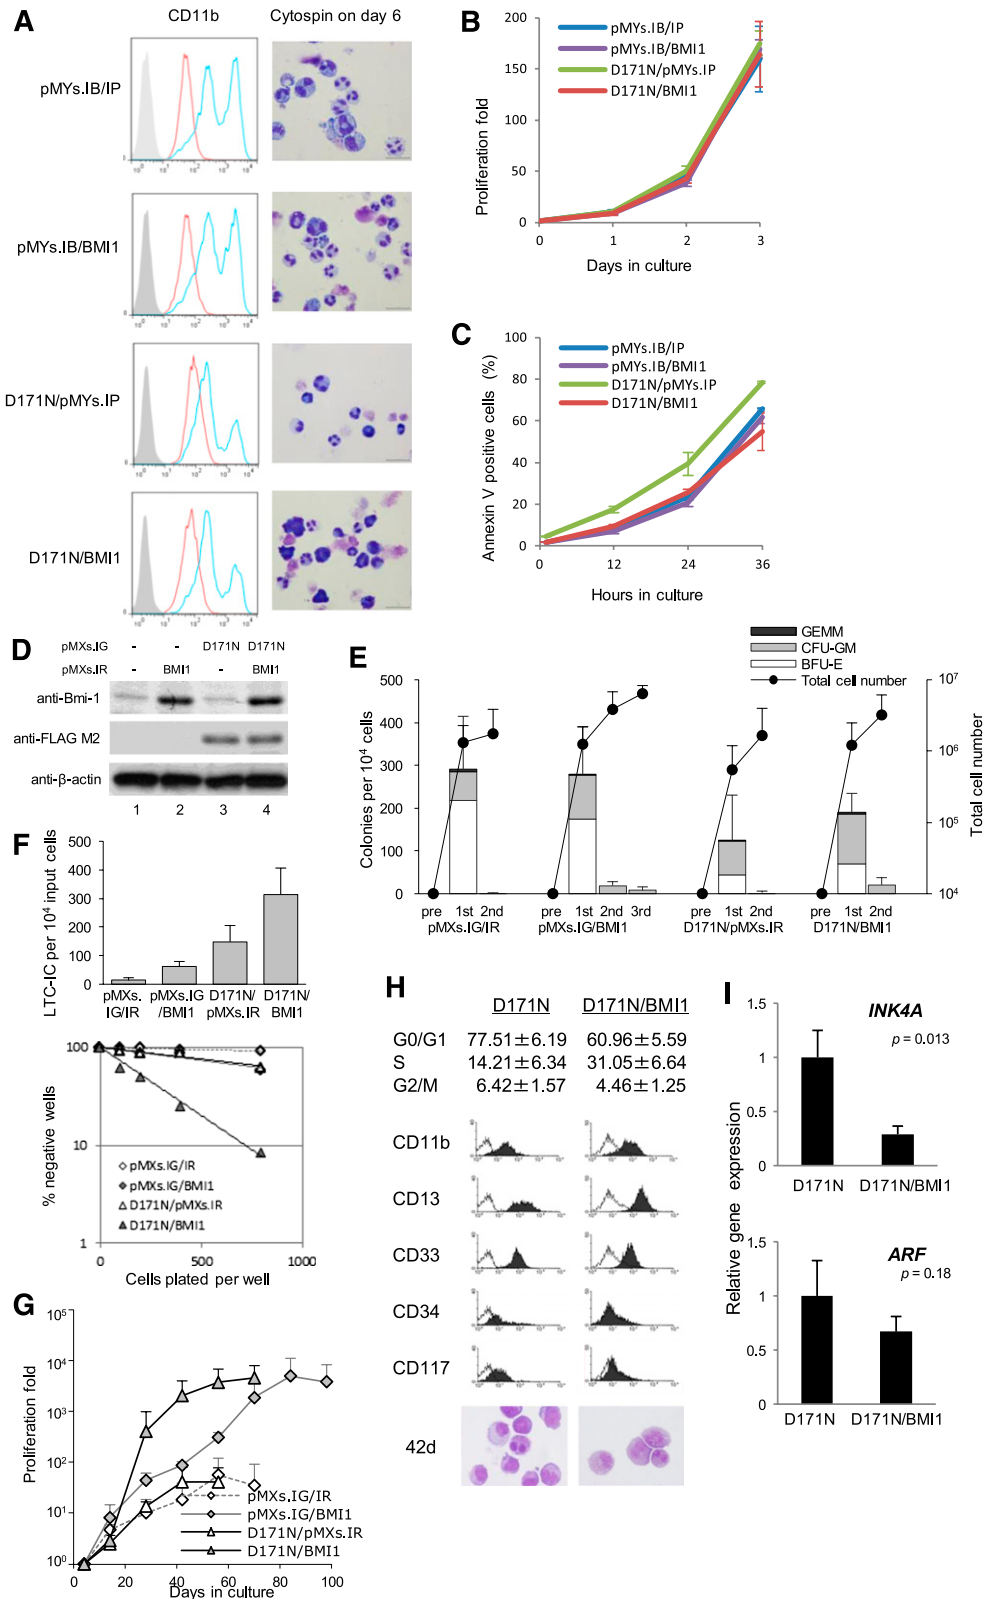 A
CD11b
Cytospin on day 6
pMYs.IB/IP
pMYs.IB/BMI1
D171N/pMYs.IP
D171N/BMI1
B
Proliferation fold
200
150
100
50
0
pMYs.IB/IP
pMYs.IB/BMI1
D171N/pMYs.IP
D171N/BMI1
0 1 2 3
Days in culture
C
Annexin V positive cells (%)
100
80
60
40
20
0
pMYs.IB/IP
pMYs.IB/BMI1
D171N/pMYs.IP
D171N/BMI1
0 12 24 36
Hours in culture
D
pMXs.IG - - D171N D171N
pMXs.IR - BMI1 - BMI1
anti-Bmi-1
anti-FLAG M2
anti-β-actin
1 2 3 4
E
GEMM
CFU-GM
BFU-E
Total cell number
Colonies per 10⁴ cells
500
400
300
200
100
0
10⁷
10⁶
10⁵
10⁴
Total cell number
pre 1st 2nd pre 1st 2nd 3rd pre 1st 2nd pre 1st 2nd
pMXs.IG/IR pMXs.IG/BMI1 D171N/pMXs.IR D171N/BMI1
F
LTC-IC per 10⁴ input cells
500
400
300
200
100
0
pMXs. pMXs.IG D171N/ D171N/
IG/IR /BMI1 pMXs.IR BMI1
% negative wells
100
10
1
pMXs.IG/IR
pMXs.IG/BMI1
D171N/pMXs.IR
D171N/BMI1
0 500 1000
Cells plated per well
G
Proliferation fold
10⁵
10⁴
10³
10²
10¹
10⁰
pMXs.IG/IR
pMXs.IG/BMI1
D171N/pMXs.IR
D171N/BMI1
0 20 40 60 80 100
Days in culture
H
D171N D171N/BMI1
G0/G1 77.51±6.19 60.96±5.59
S 14.21±6.34 31.05±6.64
G2/M 6.42±1.57 4.46±1.25
CD11b
CD13
CD33
CD34
CD117
42d
I
Relative gene expression
INK4A
p = 0.013
1.5
1
0.5
0
D171N D171N/BMI1
ARF
p = 0.18
1.5
1
0.5
0
D171N D171N/BMI1